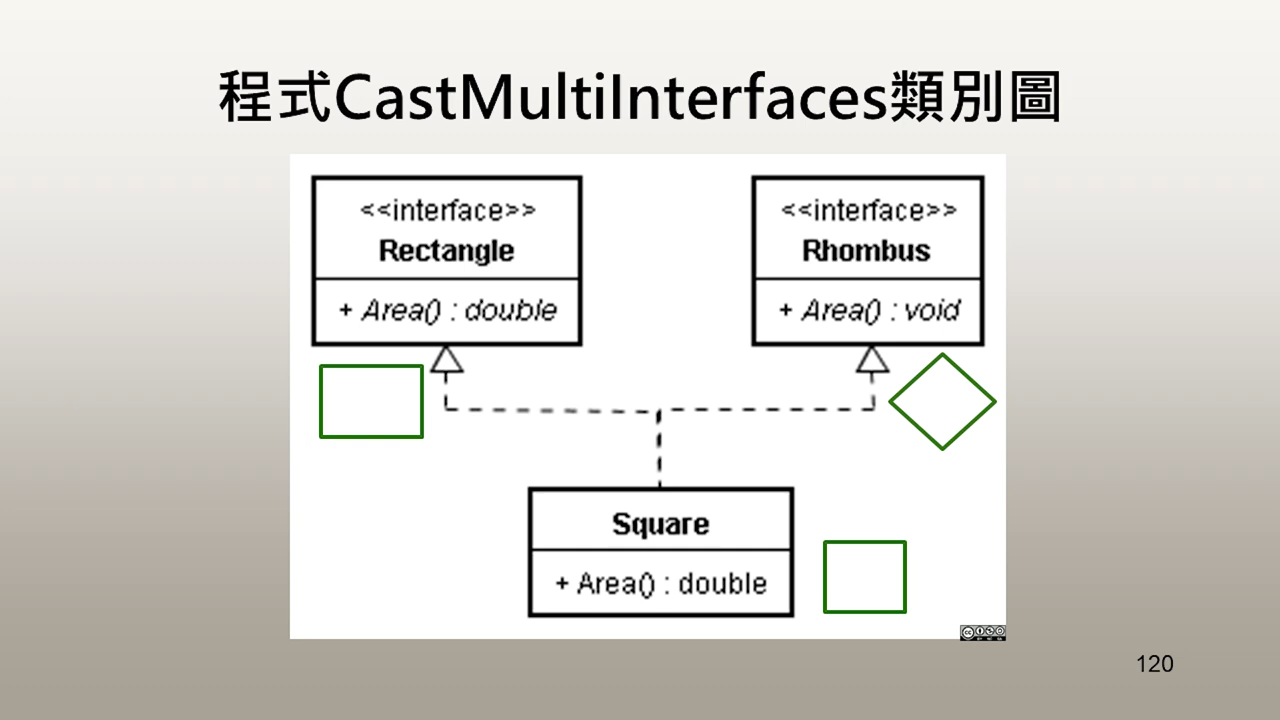 程式CastMultiInterfaces類別圖
<<interface>>
Rectangle
+ Area() : double
<<interface>>
Rhombus
+ Area() : void
Square
+ Area() : double
120